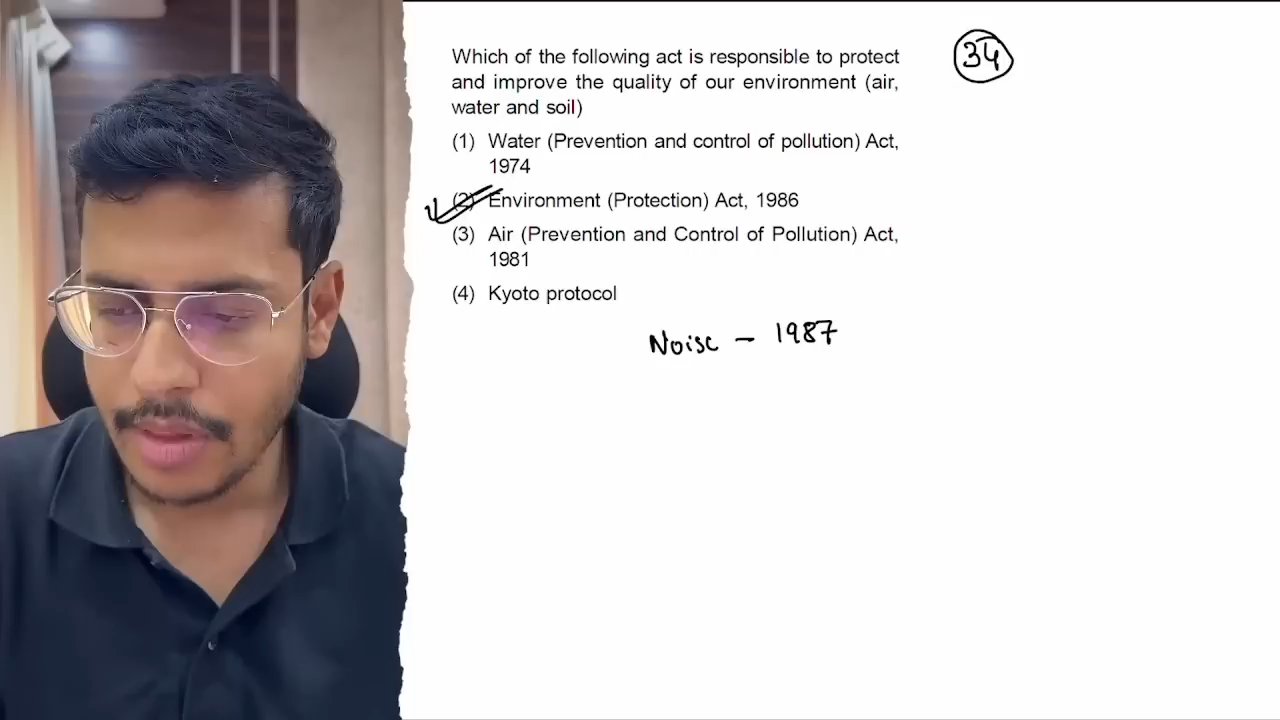 Which of the following act is responsible to protect
and improve the quality of our environment (air,
water and soil)
(1) Water (Prevention and control of pollution) Act,
1974
(2) Environment (Protection) Act, 1986
(3) Air (Prevention and Control of Pollution) Act,
1981
(4) Kyoto protocol
Noise - 1987
34